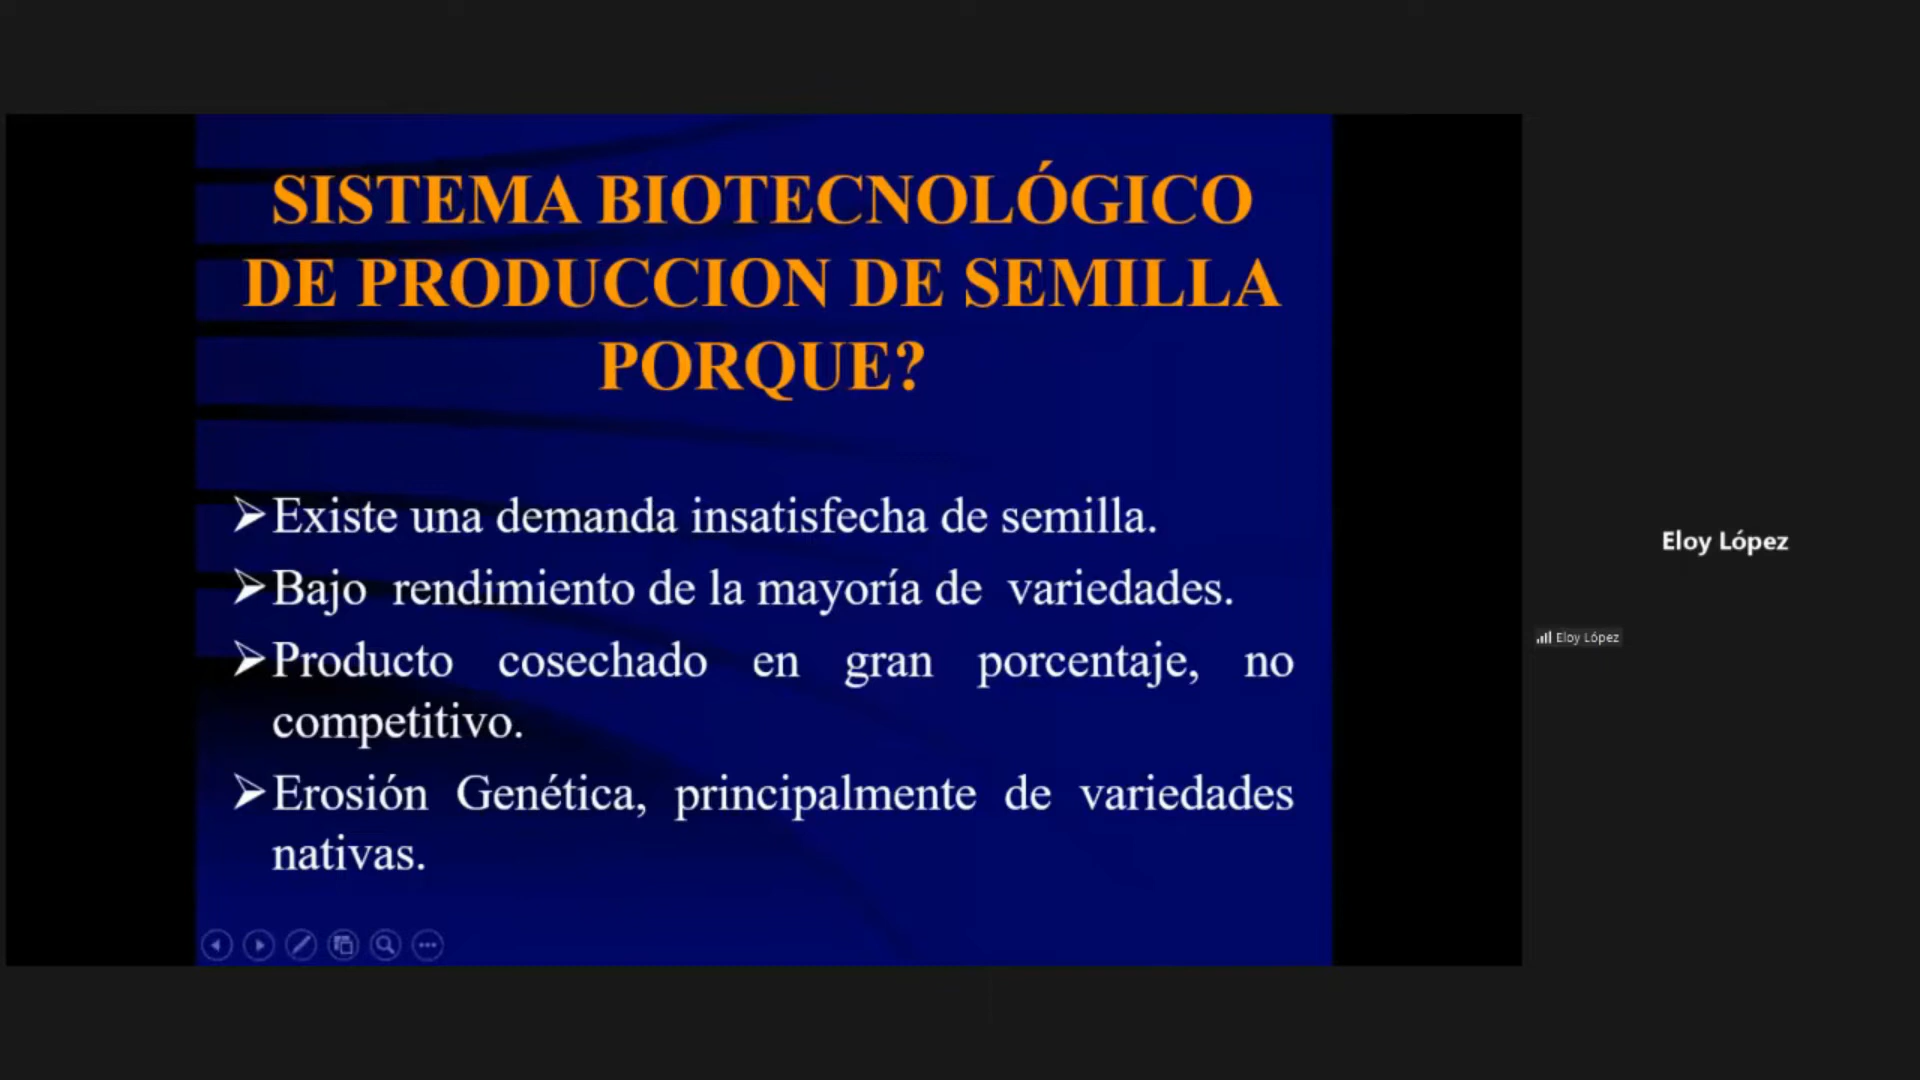 SISTEMA BIOTECNOLÓGICO
DE PRODUCCION DE SEMILLA
PORQUE?
➢Existe una demanda insatisfecha de semilla.
➢Bajo rendimiento de la mayoría de variedades.
➢Producto cosechado en gran porcentaje, no
competitivo.
➢Erosión Genética, principalmente de variedades
nativas.
Eloy López
Eloy López